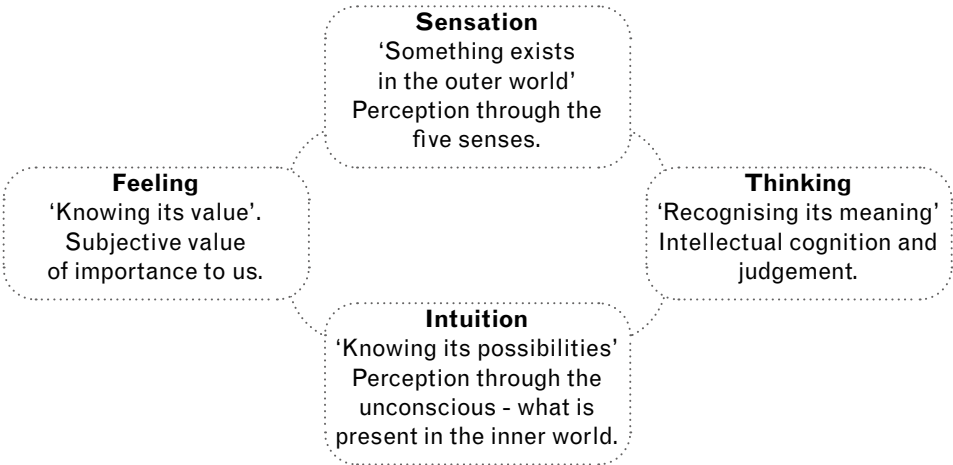 Sensation
‘Something exists
in the outer world’
Perception through the
five senses.
Feeling
‘Knowing its value’.
Subjective value
of importance to us.
Thinking
‘Recognising its meaning’
Intellectual cognition and
judgement.
Intuition
‘Knowing its possibilities’
Perception through the
unconscious - what is
present in the inner world.